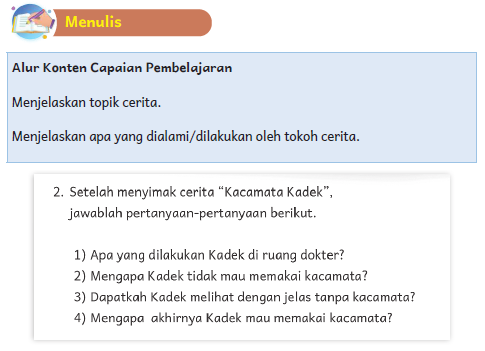 Menulis
Alur Konten Capaian Pembelajaran
Menjelaskan topik cerita.
Menjelaskan apa yang dialami/dilakukan oleh tokoh cerita.
2. Setelah menyimak cerita “Kacamata Kadek”,
jawablah pertanyaan-pertanyaan berikut.
1) Apa yang dilakukan Kadek di ruang dokter?
2) Mengapa Kadek tidak mau memakai kacamata?
3) Dapatkah Kadek melihat dengan jelas tanpa kacamata?
4) Mengapa akhirnya Kadek mau memakai kacamata?